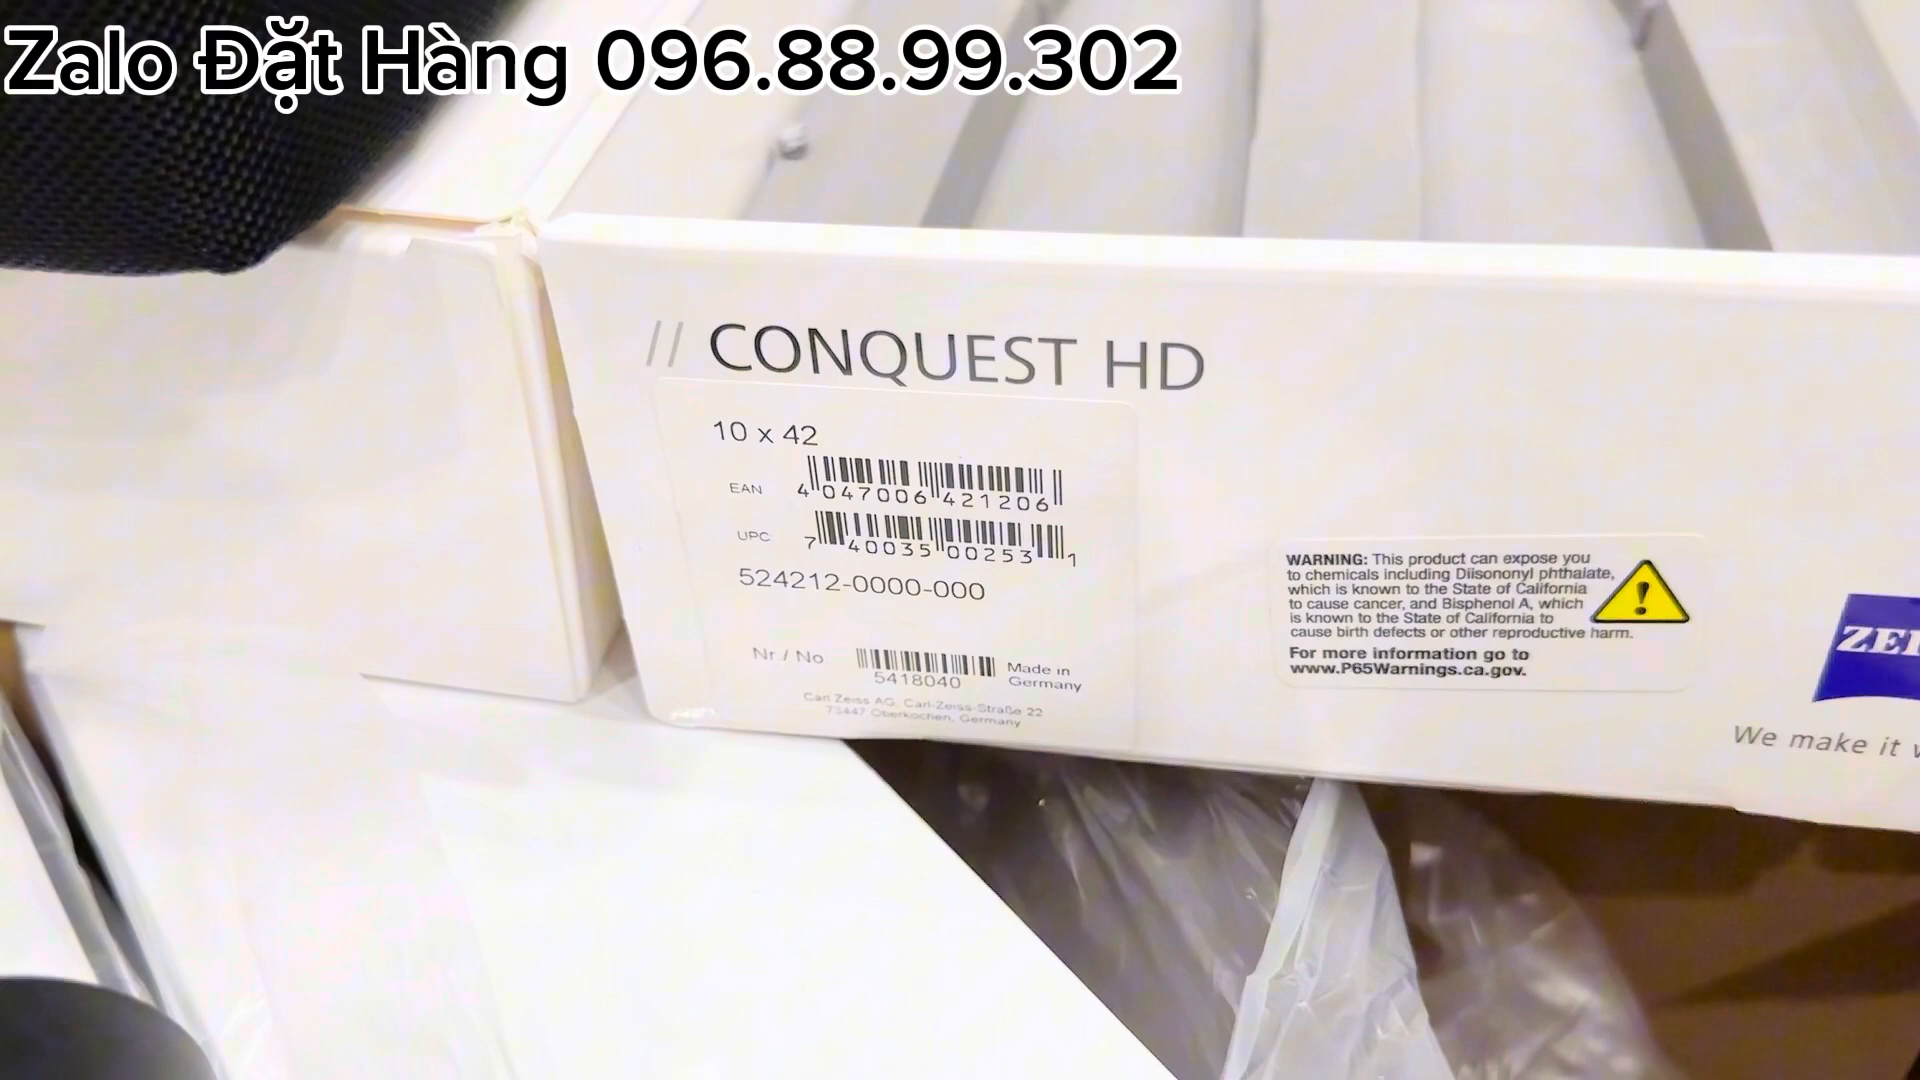 Zalo Đặt Hàng 096.88.99.302
// CONQUEST HD
10 x 42
EAN 4 047006 421206
UPC 7 40035 00253 1
524212-0000-000
Nr./ No 5418040 Made in
Germany
Carl Zeiss AG, Carl-Zeiss-Straße 22
73447 Oberkochen, Germany
WARNING: This product can expose you
to chemicals including Diisononyl phthalate,
which is known to the State of California
to cause cancer, and Bisphenol A, which
is known to the State of California to
cause birth defects or other reproductive harm.
For more information go to
www.P65Warnings.ca.gov.
ZEI
We make it